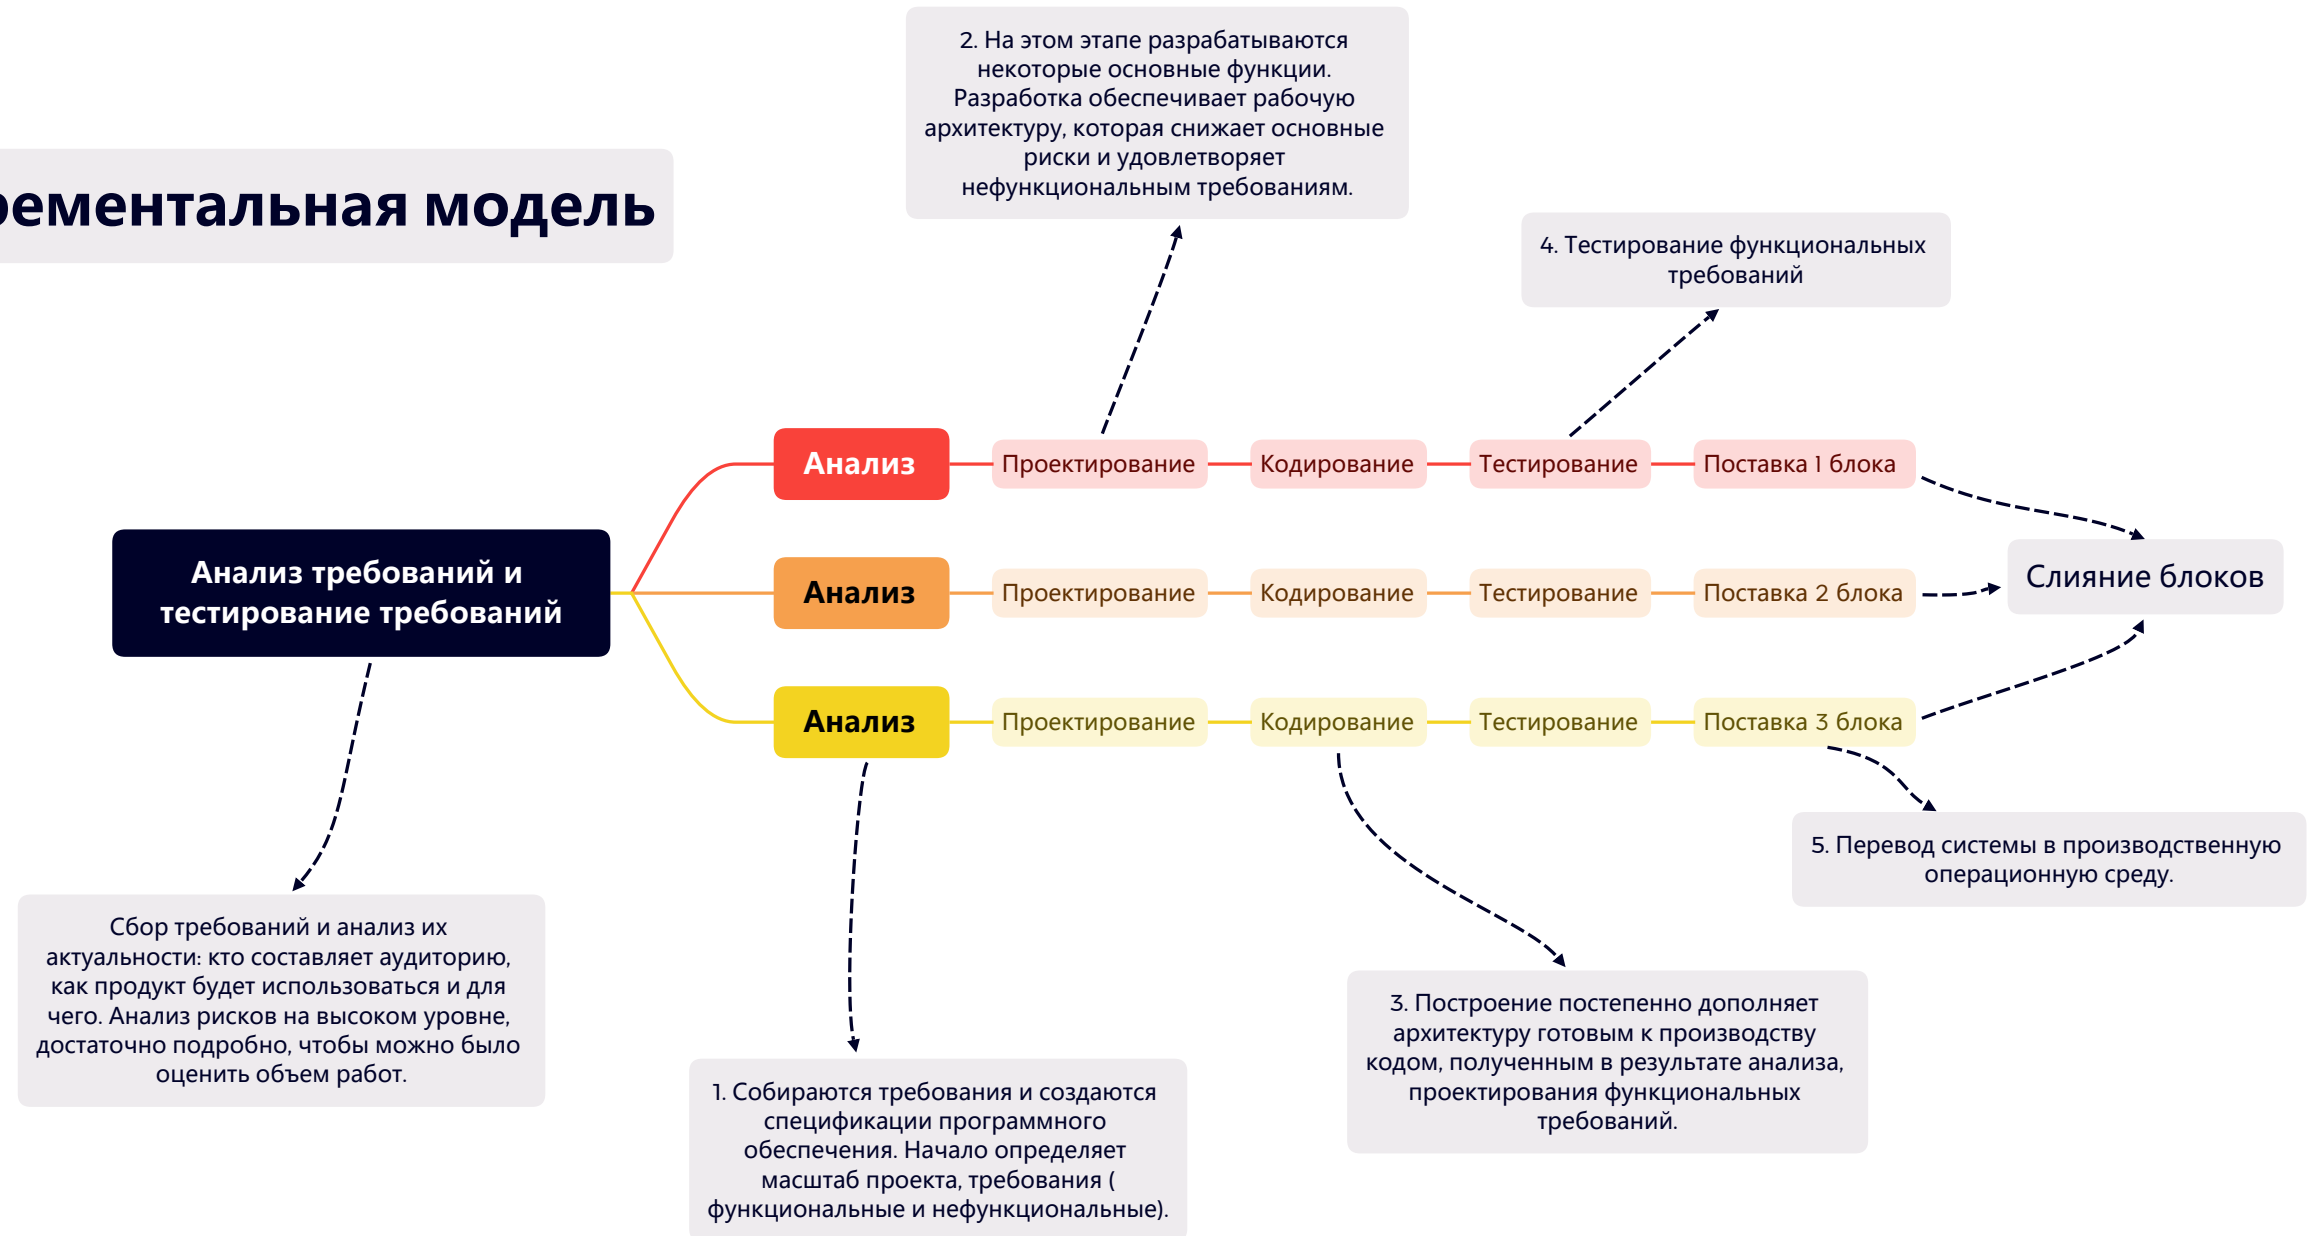 2. На этом этапе разрабатываются
некоторые основные функции.
Разработка обеспечивает рабочую
архитектуру, которая снижает основные
риски и удовлетворяет
нефункциональным требованиям.
рементальная модель
4. Тестирование функциональных
требований
Анализ
Проектирование
Кодирование
Тестирование
Поставка 1 блока
Анализ требований и
тестирование требований
Анализ
Проектирование
Кодирование
Тестирование
Поставка 2 блока
Слияние блоков
Анализ
Проектирование
Кодирование
Тестирование
Поставка 3 блока
5. Перевод системы в производственную
операционную среду.
Сбор требований и анализ их
актуальности: кто составляет аудиторию,
как продукт будет использоваться и для
чего. Анализ рисков на высоком уровне,
достаточно подробно, чтобы можно было
оценить объем работ.
3. Построение постепенно дополняет
архитектуру готовым к производству
кодом, полученным в результате анализа,
проектирования функциональных
требований.
1. Собираются требования и создаются
спецификации программного
обеспечения. Начало определяет
масштаб проекта, требования (
функциональные и нефункциональные).